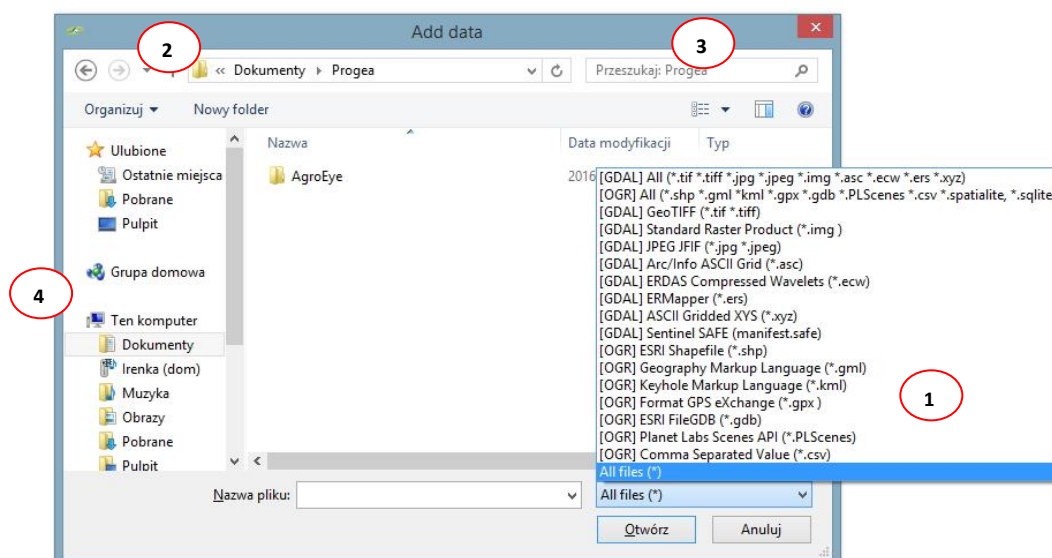 Add data
2
3
« Dokumenty Progea
Przeszukaj: Progea
Organizuj Nowy folder
Nazwa Data modyfikacji Typ
Ulubione
Ostatnie miejsca
Pobrane
Pulpit
Grupa domowa
4
Ten komputer
Dokumenty
Irenka (dom)
Muzyka
Obrazy
Pobrane
Pulpit
AgroEye 2016
[GDAL] All (*.tif *.tiff *.jpg *.jpeg *.img *.asc *.ecw *.ers *.xyz)
[OGR] All (*.shp *.gml *kml *.gpx *.gdb *.PLScenes *.csv *.spatialite, *.sqlite
[GDAL] GeoTIFF (*.tif *.tiff)
[GDAL] Standard Raster Product (*.img )
[GDAL] JPEG JFIF (*.jpg *.jpeg)
[GDAL] Arc/Info ASCII Grid (*.asc)
[GDAL] ERDAS Compressed Wavelets (*.ecw)
[GDAL] ERMapper (*.ers)
[GDAL] ASCII Gridded XYS (*.xyz)
[GDAL] Sentinel SAFE (manifest.safe)
[OGR] ESRI Shapefile (*.shp)
[OGR] Geography Markup Language (*.gml)
[OGR] Keyhole Markup Language (*.kml)
[OGR] Format GPS eXchange (*.gpx )
[OGR] ESRI FileGDB (*.gdb)
[OGR] Planet Labs Scenes API (*.PLScenes)
[OGR] Comma Separated Value (*.csv)
All files (*)
1
Nazwa pliku:
All files (*)
Otwórz Anuluj